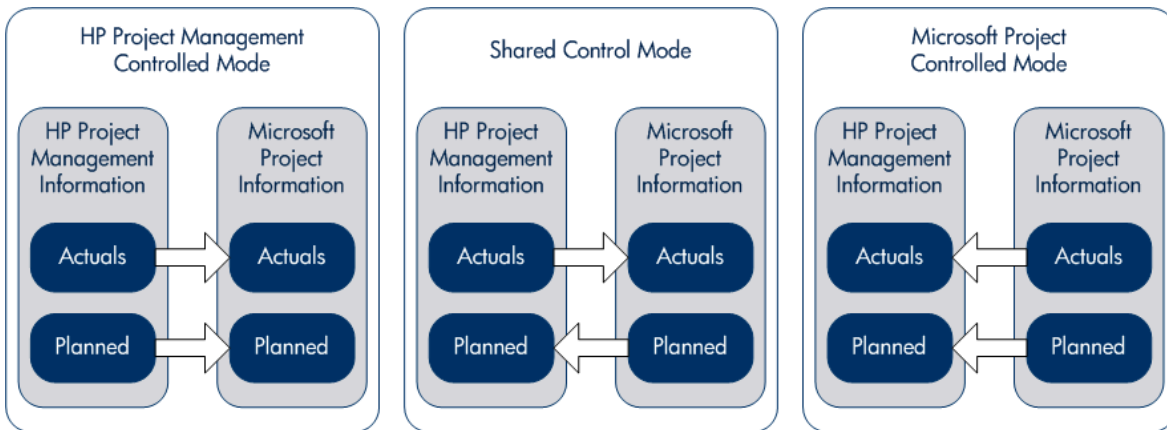 HP Project Management
Controlled Mode
HP Project
Management
Information
Microsoft
Project
Information
Actuals
Actuals
Planned
Planned
Shared Control Mode
HP Project
Management
Information
Microsoft
Project
Information
Actuals
Actuals
Planned
Planned
Microsoft Project
Controlled Mode
HP Project
Management
Information
Microsoft
Project
Information
Actuals
Actuals
Planned
Planned